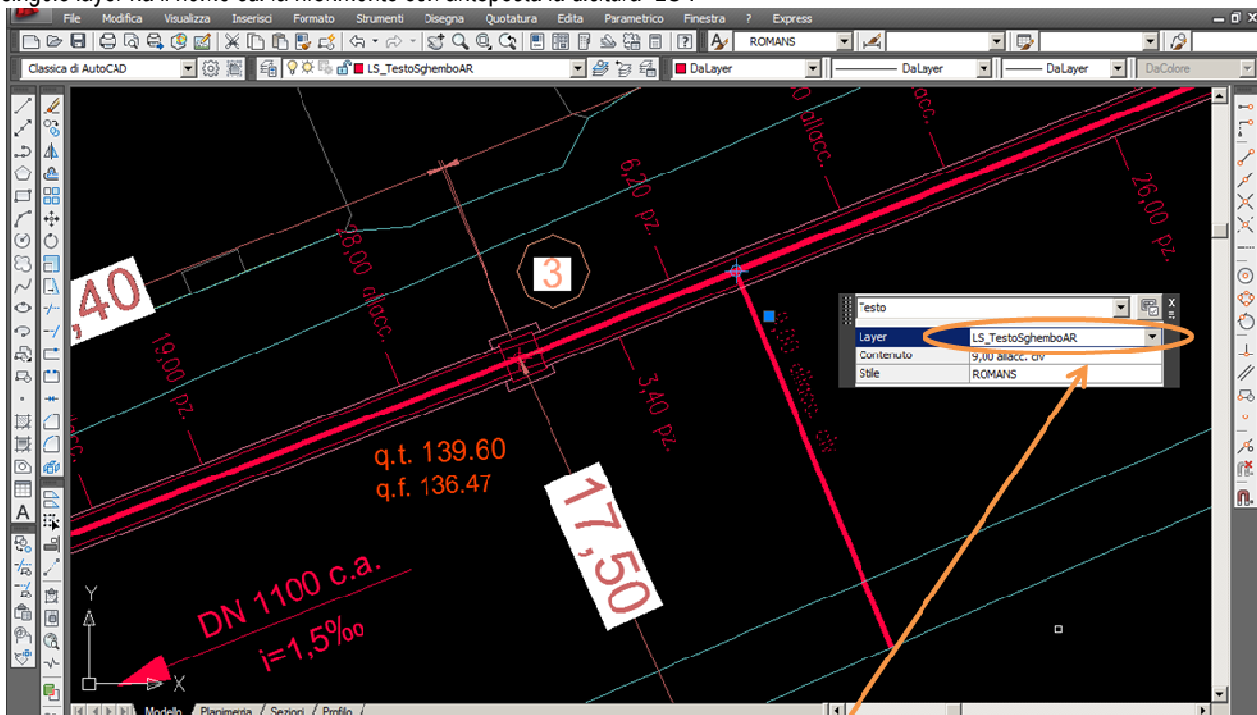 File Modifica Visualizza Inserisci Formato Strumenti Disegna Quotatura Edita Parametrico Finestra ? Express
ROMANS
Classica di AutoCAD LS_TestoSghemboAR DaLayer DaLayer DaLayer DaColore
allacc.
allacc.
6,20 pz.
26,00 pz.
28,00 allacc.
3
,40
19,00 pz.
Layer LS_TestoSghemboAR
Contenuto 9,00 allacc. civ
Stile ROMANS
3,40 pz.
q.t. 139.60
q.f. 136.47
17,50
DN 1100 c.a.
i=1,5‰
Y
X
Modello Planimetria Sezioni Profilo